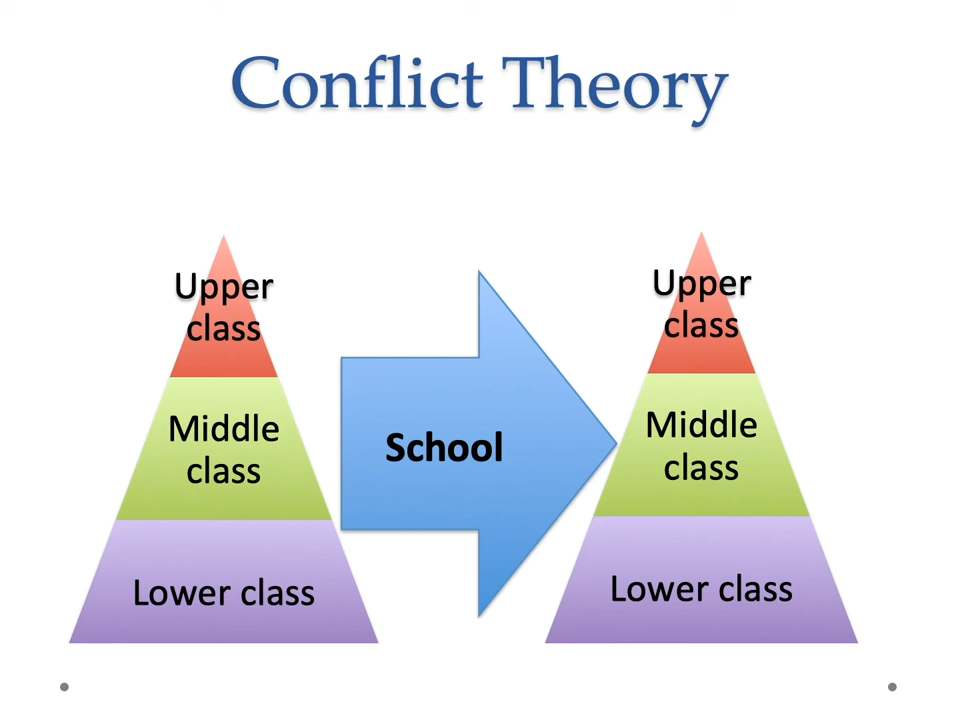 Conflict Theory
Upper
class
Middle
class
Lower class
School
Upper
class
Middle
class
Lower class